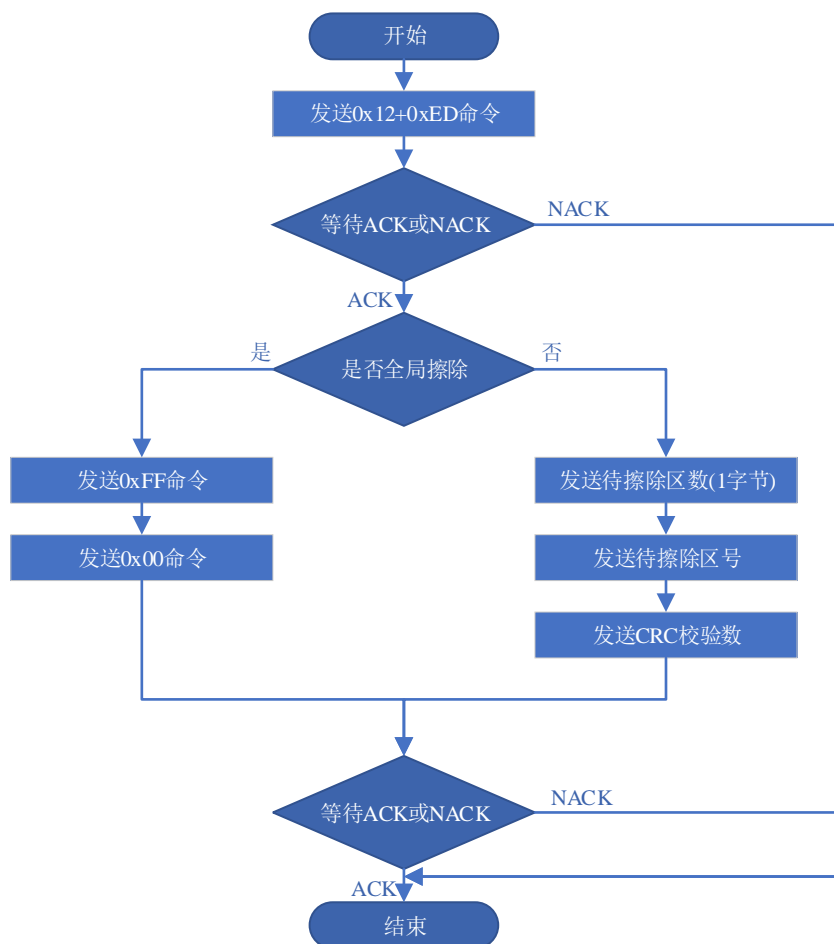 开始
发送0x12+0xED命令
等待ACK或NACK
NACK
ACK
是否全局擦除
是
否
发送0xFF命令
发送待擦除区数(1字节)
发送0x00命令
发送待擦除区号
发送CRC校验数
等待ACK或NACK
NACK
ACK
结束